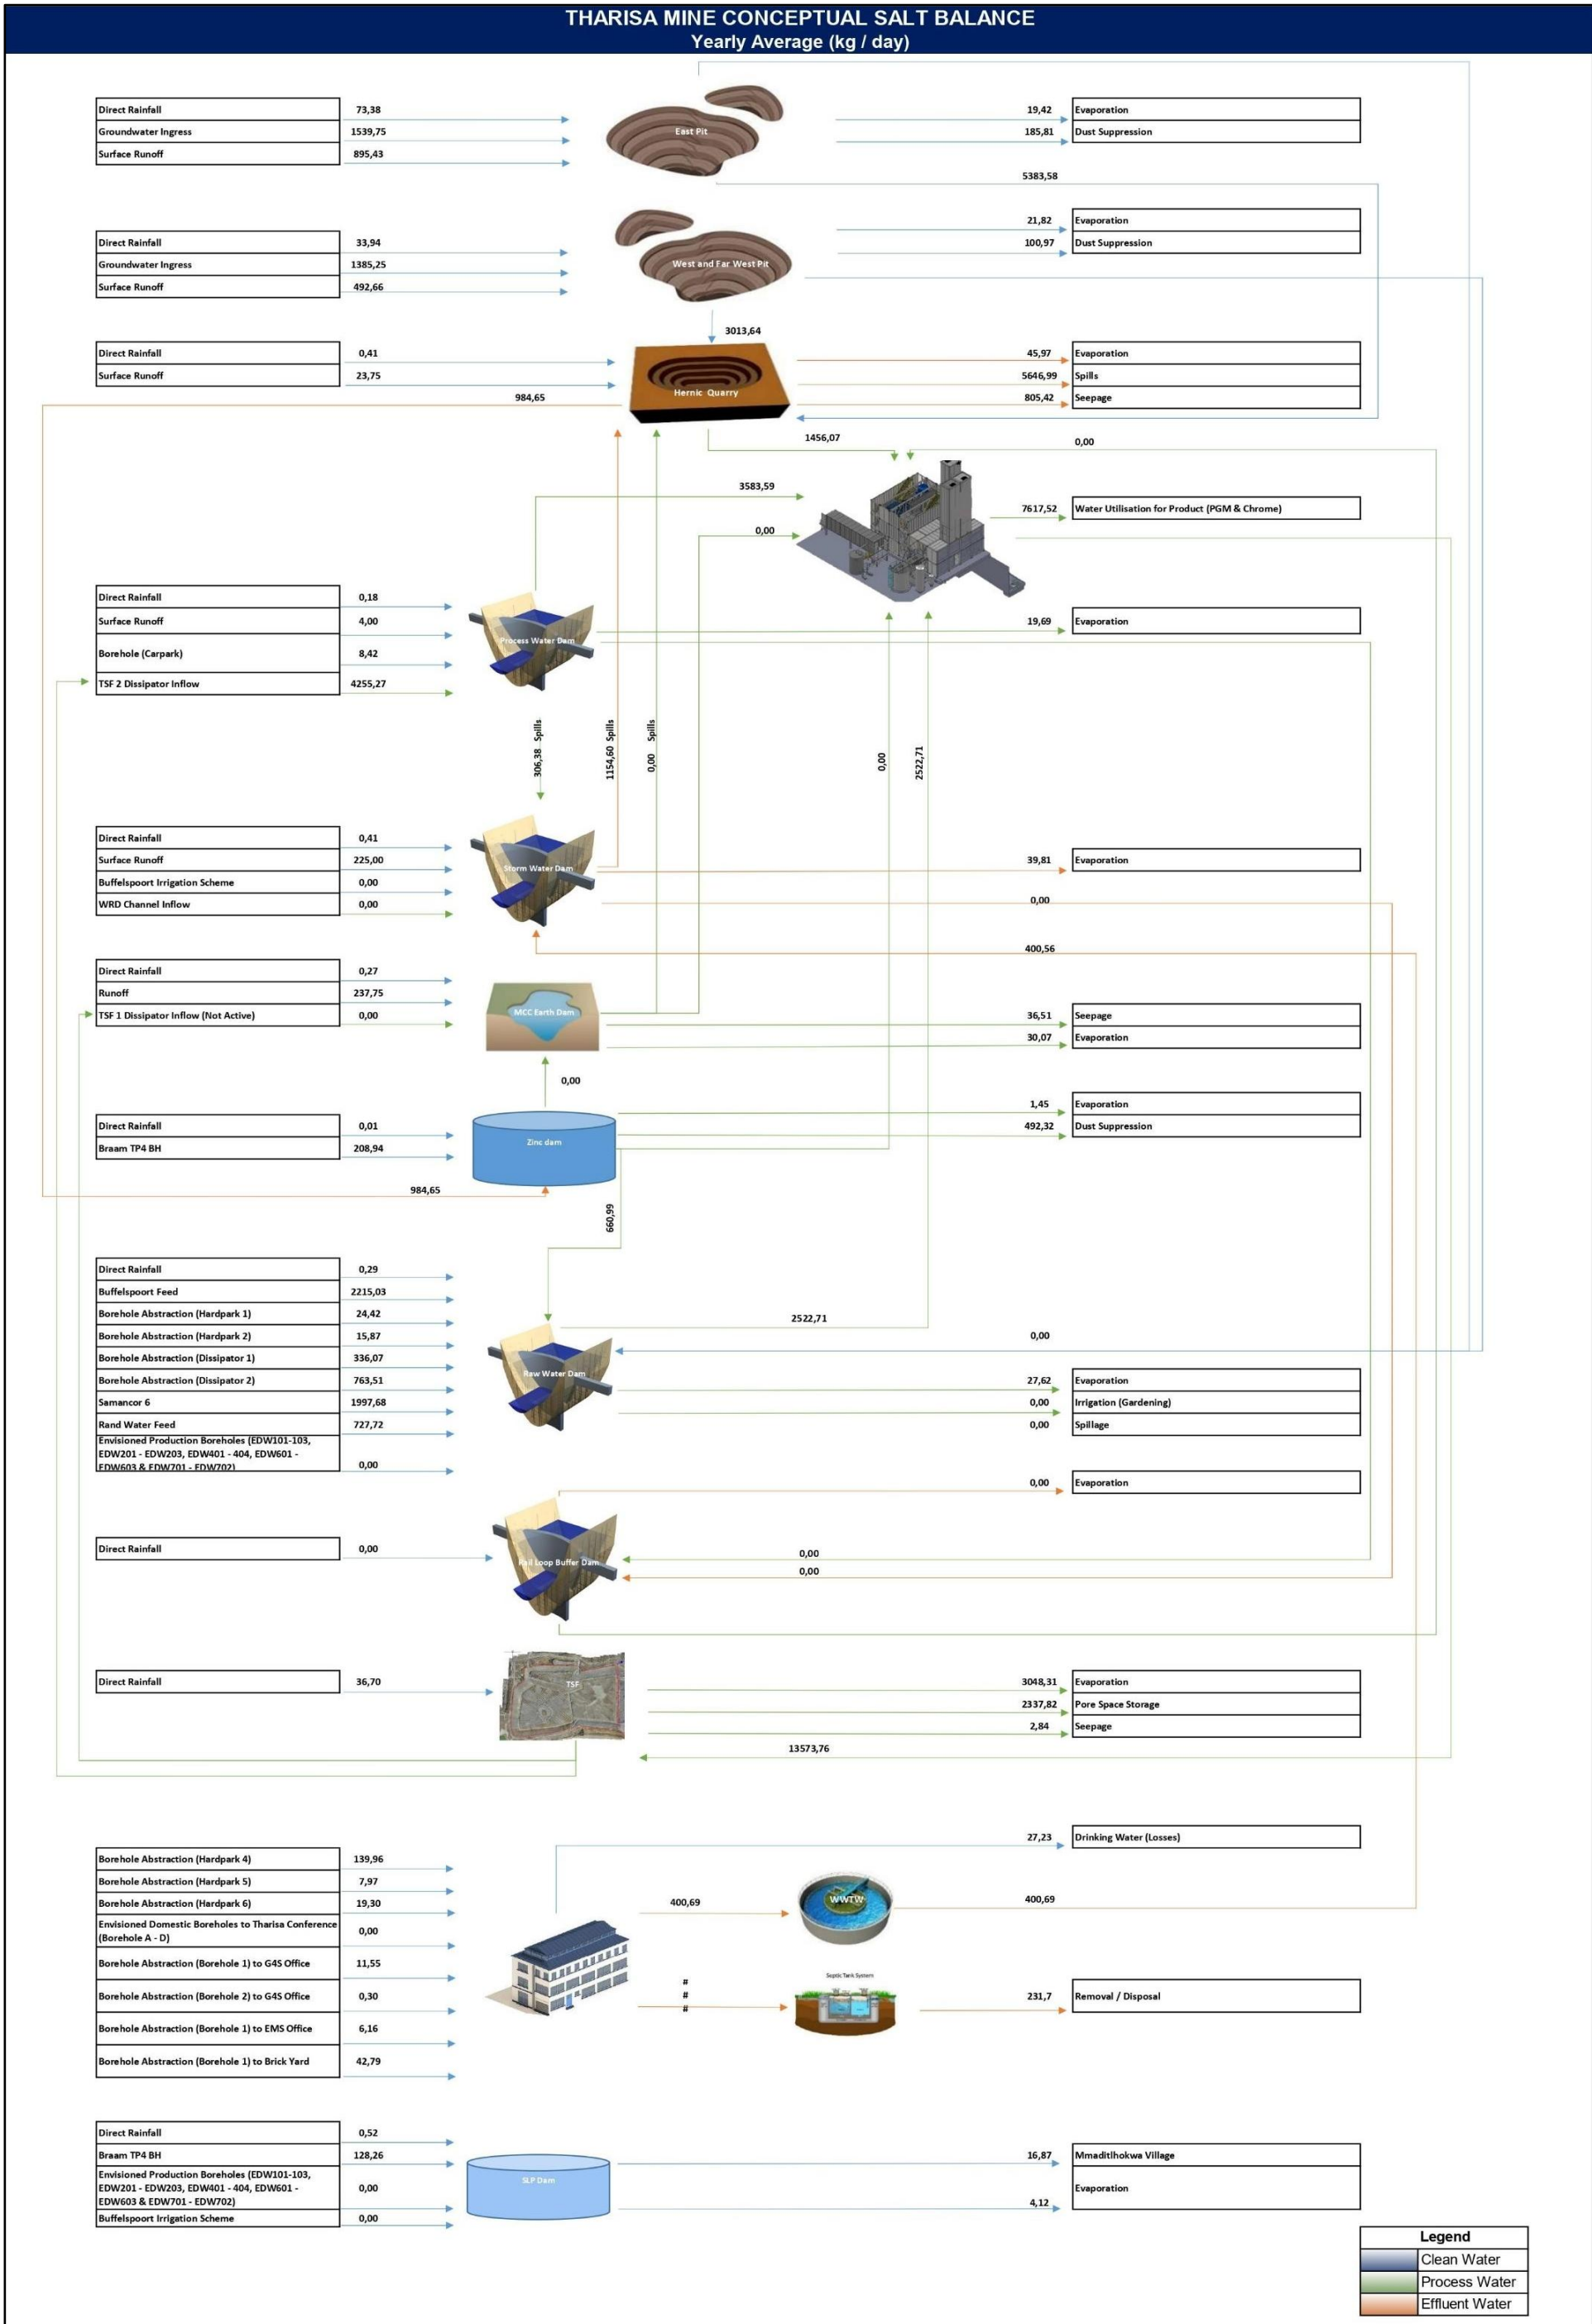 THARISA MINE CONCEPTUAL SALT BALANCE
Yearly Average (kg / day)
Direct Rainfall 73,38
Groundwater Ingress 1539,75
Surface Runoff 895,43
East Pit
19,42 Evaporation
185,81 Dust Suppression
5383,58
Direct Rainfall 33,94
Groundwater Ingress 1385,25
Surface Runoff 492,66
West and Far West Pit
21,82 Evaporation
100,97 Dust Suppression
3013,64
Direct Rainfall 0,41
Surface Runoff 23,75
Hernic Quarry
45,97 Evaporation
5646,99 Spills
805,42 Seepage
984,65
1456,07
0,00
3583,59
0,00
7617,52 Water Utilisation for Product (PGM & Chrome)
Direct Rainfall 0,18
Surface Runoff 4,00
Borehole (Carpark) 8,42
TSF 2 Dissipator Inflow 4255,27
Process Water Dam
19,69 Evaporation
306,38 Spills
1154,60 Spills
0,00 Spills
0,00
2522,71
Direct Rainfall 0,41
Surface Runoff 225,00
Buffelspoort Irrigation Scheme 0,00
WRD Channel Inflow 0,00
Storm Water Dam
39,81 Evaporation
0,00
400,56
Direct Rainfall 0,27
Runoff 237,75
TSF 1 Dissipator Inflow (Not Active) 0,00
MCC Earth Dam
36,51 Seepage
30,07 Evaporation
0,00
Direct Rainfall 0,01
Braam TP4 BH 208,94
Zinc dam
1,45 Evaporation
492,32 Dust Suppression
984,65
660,99
Direct Rainfall 0,29
Buffelspoort Feed 2215,03
Borehole Abstraction (Hardpark 1) 24,42
Borehole Abstraction (Hardpark 2) 15,87
Borehole Abstraction (Dissipator 1) 336,07
Borehole Abstraction (Dissipator 2) 763,51
Samancor 6 1997,68
Rand Water Feed 727,72
Envisioned Production Boreholes (EDW101-103,
EDW201 - EDW203, EDW401 - 404, EDW601 -
EDW603 & EDW701 - EDW702) 0,00
2522,71
0,00
Raw Water Dam
27,62 Evaporation
0,00 Irrigation (Gardening)
0,00 Spillage
0,00 Evaporation
Direct Rainfall 0,00
Rail Loop Buffer Dam
0,00
0,00
Direct Rainfall 36,70
TSF
3048,31 Evaporation
2337,82 Pore Space Storage
2,84 Seepage
13573,76
27,23 Drinking Water (Losses)
Borehole Abstraction (Hardpark 4) 139,96
Borehole Abstraction (Hardpark 5) 7,97
Borehole Abstraction (Hardpark 6) 19,30
Envisioned Domestic Boreholes to Tharisa Conference
(Borehole A - D) 0,00
Borehole Abstraction (Borehole 1) to G4S Office 11,55
Borehole Abstraction (Borehole 2) to G4S Office 0,30
Borehole Abstraction (Borehole 1) to EMS Office 6,16
Borehole Abstraction (Borehole 1) to Brick Yard 42,79
400,69
WWTW
400,69
Septic Tank System
#
#
#
231,7 Removal / Disposal
Direct Rainfall 0,52
Braam TP4 BH 128,26
Envisioned Production Boreholes (EDW101-103,
EDW201 - EDW203, EDW401 - 404, EDW601 -
EDW603 & EDW701 - EDW702) 0,00
Buffelspoort Irrigation Scheme 0,00
SLP Dam
16,87 Mmaditlhokwa Village
Evaporation
4,12
Legend
Clean Water
Process Water
Effluent Water